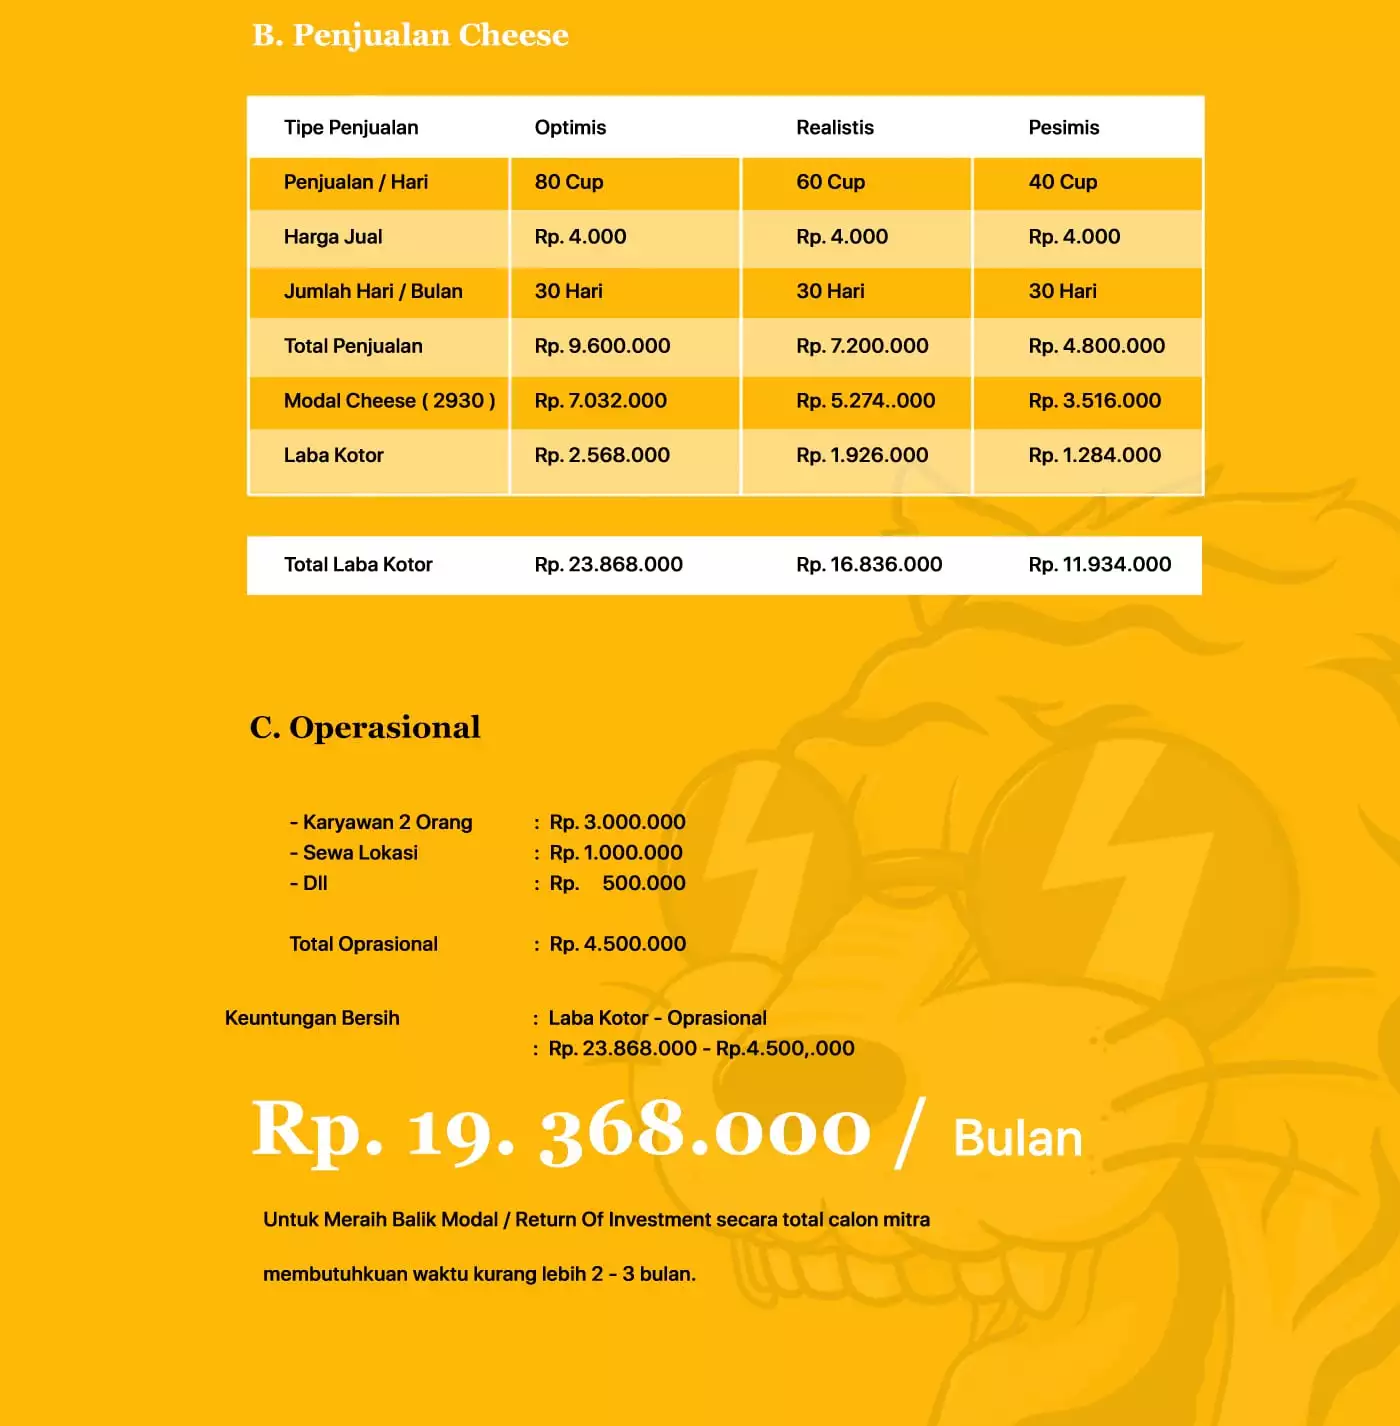 B. Penjualan Cheese
Tipe Penjualan Optimis Realistis Pesimis
Penjualan / Hari 80 Cup 60 Cup 40 Cup
Harga Jual Rp. 4.000 Rp. 4.000 Rp. 4.000
Jumlah Hari / Bulan 30 Hari 30 Hari 30 Hari
Total Penjualan Rp. 9.600.000 Rp. 7.200.000 Rp. 4.800.000
Modal Cheese ( 2930 ) Rp. 7.032.000 Rp. 5.274..000 Rp. 3.516.000
Laba Kotor Rp. 2.568.000 Rp. 1.926.000 Rp. 1.284.000
Total Laba Kotor Rp. 23.868.000 Rp. 16.836.000 Rp. 11.934.000
C. Operasional
- Karyawan 2 Orang : Rp. 3.000.000
- Sewa Lokasi : Rp. 1.000.000
- Dll : Rp. 500.000
Total Oprasional : Rp. 4.500.000
Keuntungan Bersih : Laba Kotor - Oprasional
: Rp. 23.868.000 - Rp.4.500,.000
Rp. 19. 368.000 / Bulan
Untuk Meraih Balik Modal / Return Of Investment secara total calon mitra
membutuhkuan waktu kurang lebih 2 - 3 bulan.